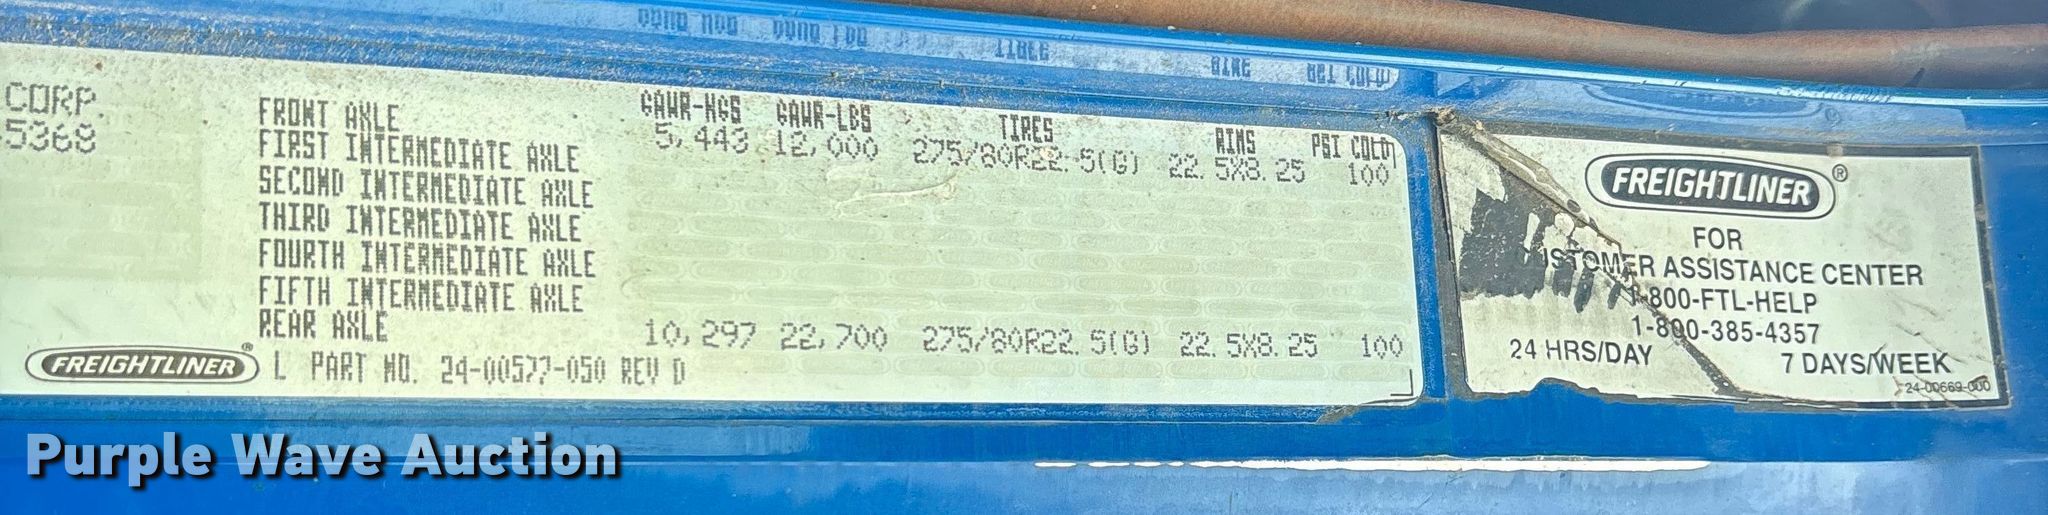 CORP.
5368
GAWR-KGS GAWR-LBS TIRES RIMS PSI COLD
FRONT AXLE 5,443 12,000 275/80R22.5(G) 22.5X8.25 100
FIRST INTERMEDIATE AXLE
SECOND INTERMEDIATE AXLE
THIRD INTERMEDIATE AXLE
FOURTH INTERMEDIATE AXLE
FIFTH INTERMEDIATE AXLE
REAR AXLE 10,297 22,700 275/80R22.5(G) 22.5X8.25 100
FREIGHTLINER® L PART NO. 24-00577-050 REV D
FREIGHTLINER®
FOR
USTOMER ASSISTANCE CENTER
1-800-FTL-HELP
1-800-385-4357
24 HRS/DAY 7 DAYS/WEEK
24-00669-000
Purple Wave Auction